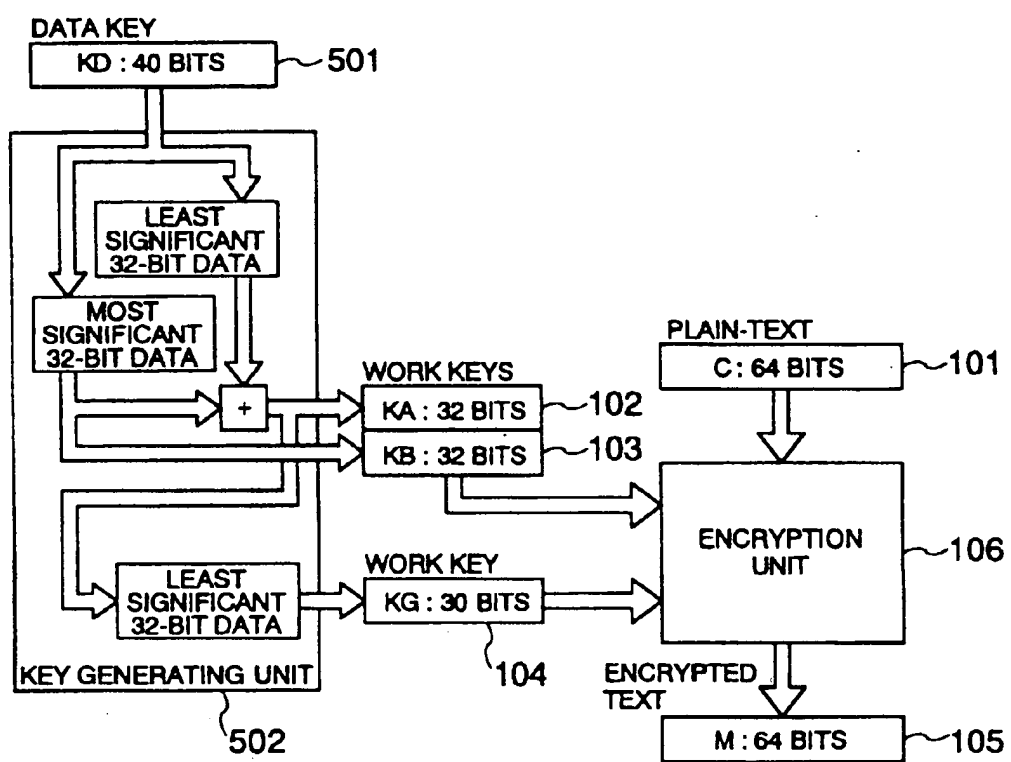 DATA KEY
KD : 40 BITS
501
LEAST
SIGNIFICANT
32-BIT DATA
MOST
SIGNIFICANT
32-BIT DATA
+
WORK KEYS
KA : 32 BITS
102
KB : 32 BITS
103
PLAIN-TEXT
C : 64 BITS
101
ENCRYPTION
UNIT
106
LEAST
SIGNIFICANT
32-BIT DATA
WORK KEY
KG : 30 BITS
104
KEY GENERATING UNIT
502
ENCRYPTED
TEXT
M : 64 BITS
105